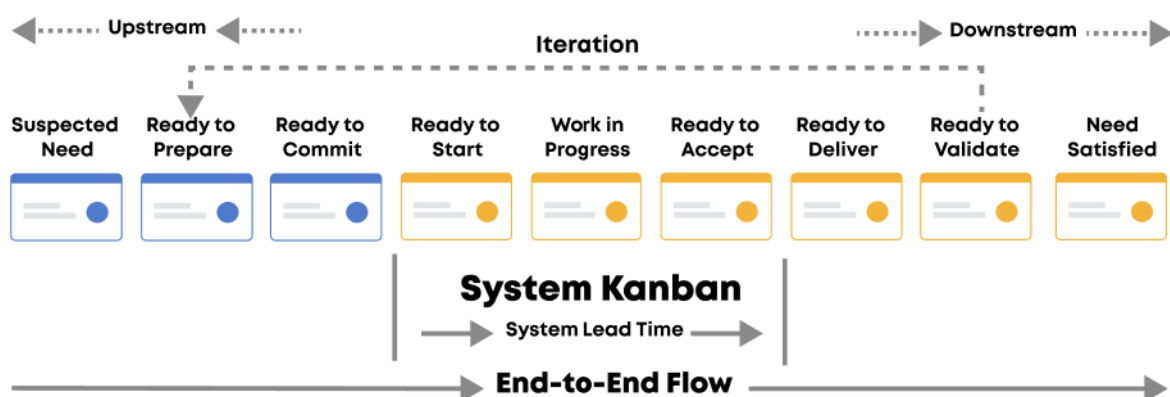 Upstream
Downstream
Iteration
Suspected
Need
Ready to
Prepare
Ready to
Commit
Ready to
Start
Work in
Progress
Ready to
Accept
Ready to
Deliver
Ready to
Validate
Need
Satisfied
System Kanban
System Lead Time
End-to-End Flow